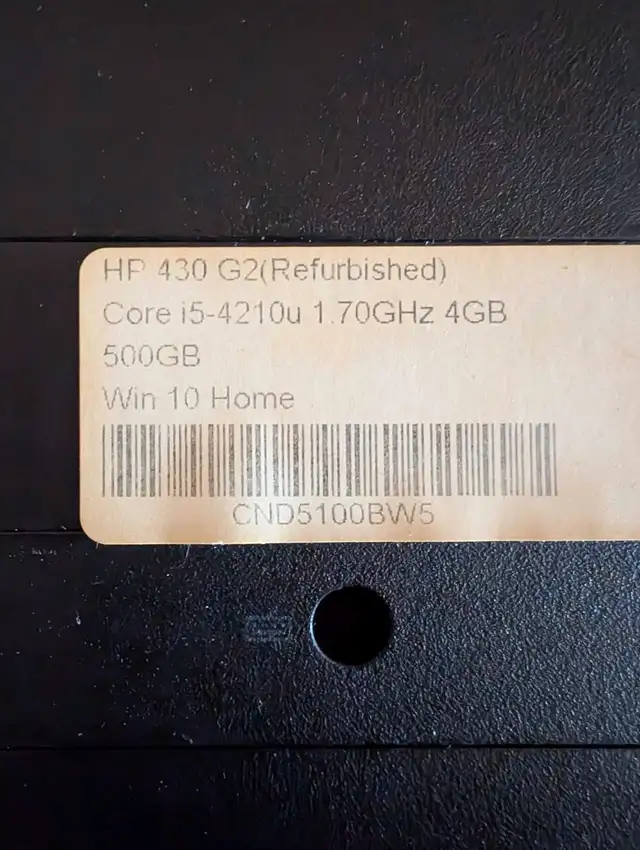 HP 430 G2(Refurbished)
Core i5-4210u 1.70GHz 4GB
500GB
Win 10 Home
CND5100BW5